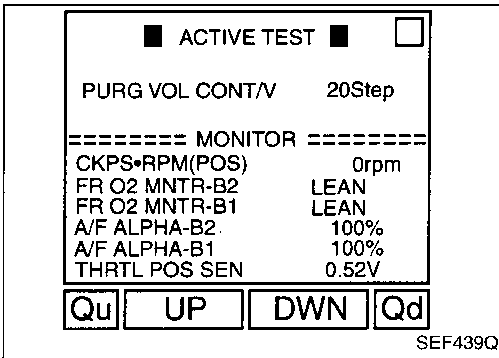 ■ ACTIVE TEST ■
PURG VOL CONT/V 20Step
======== MONITOR ========
CKPS•RPM(POS) 0rpm
FR O2 MNTR-B2 LEAN
FR O2 MNTR-B1 LEAN
A/F ALPHA-B2 100%
A/F ALPHA-B1 100%
THRTL POS SEN 0.52V
Qu UP DWN Qd
SEF439Q